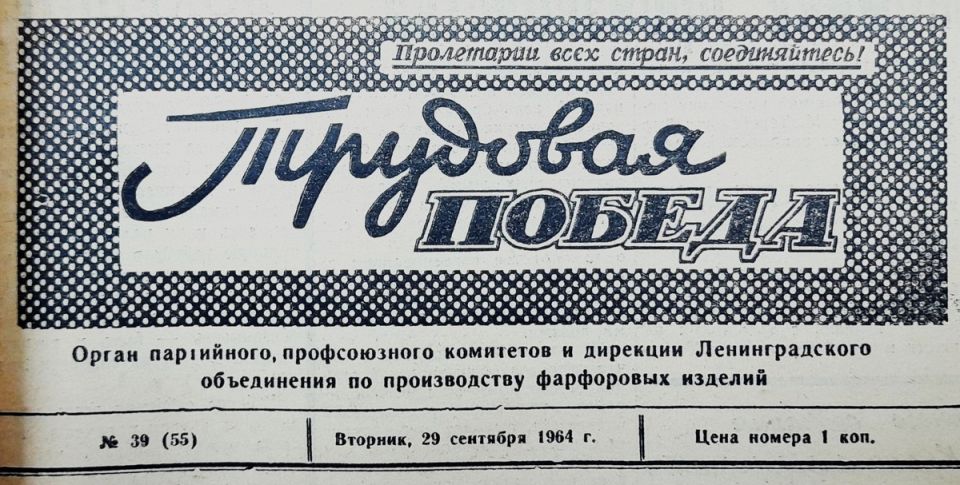 Пролетарии всех стран, соединяйтесь!
Трудовая
ПОБЕДА
Орган партийного, профсоюзного комитетов и дирекции Ленинградского
объединения по производству фарфоровых изделий
№ 39 (55)
Вторник, 29 сентября 1964 г.
Цена номера 1 коп.